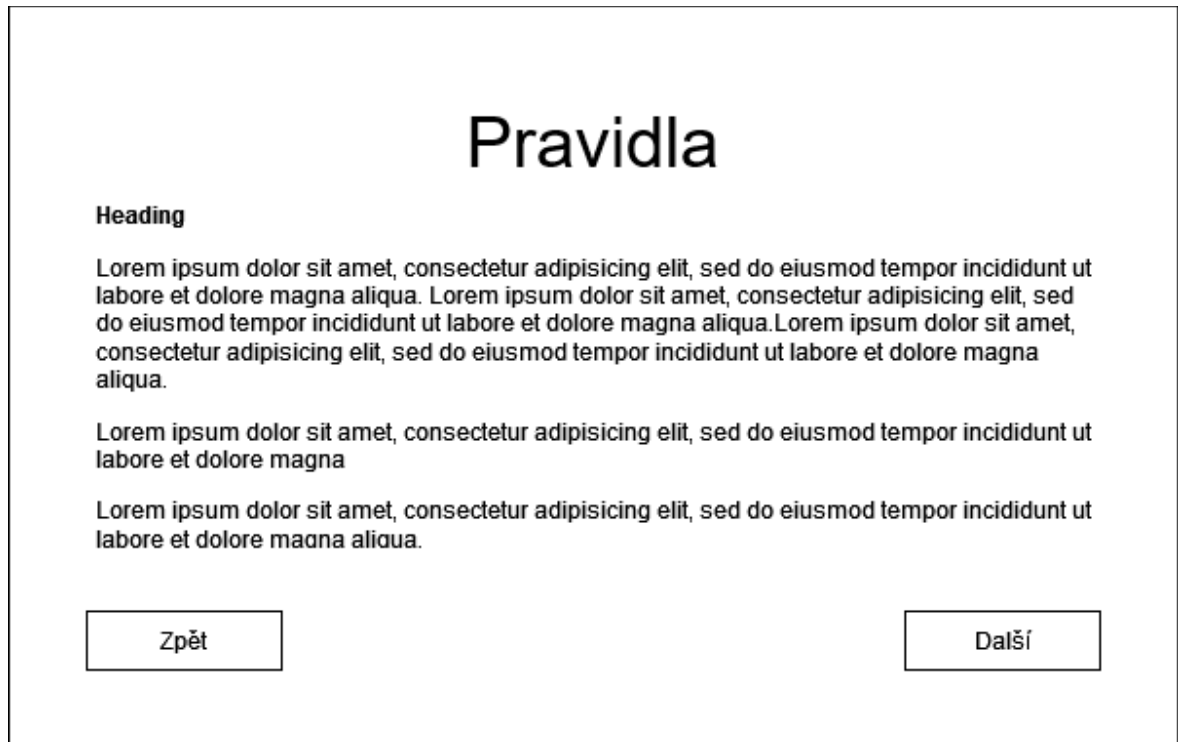 Pravidla
Heading
Lorem ipsum dolor sit amet, consectetur adipisicing elit, sed do eiusmod tempor incididunt ut
labore et dolore magna aliqua. Lorem ipsum dolor sit amet, consectetur adipisicing elit, sed
do eiusmod tempor incididunt ut labore et dolore magna aliqua.Lorem ipsum dolor sit amet,
consectetur adipisicing elit, sed do eiusmod tempor incididunt ut labore et dolore magna
aliqua.
Lorem ipsum dolor sit amet, consectetur adipisicing elit, sed do eiusmod tempor incididunt ut
labore et dolore magna
Lorem ipsum dolor sit amet, consectetur adipisicing elit, sed do eiusmod tempor incididunt ut
labore et dolore magna aliqua.
Zpět
Další